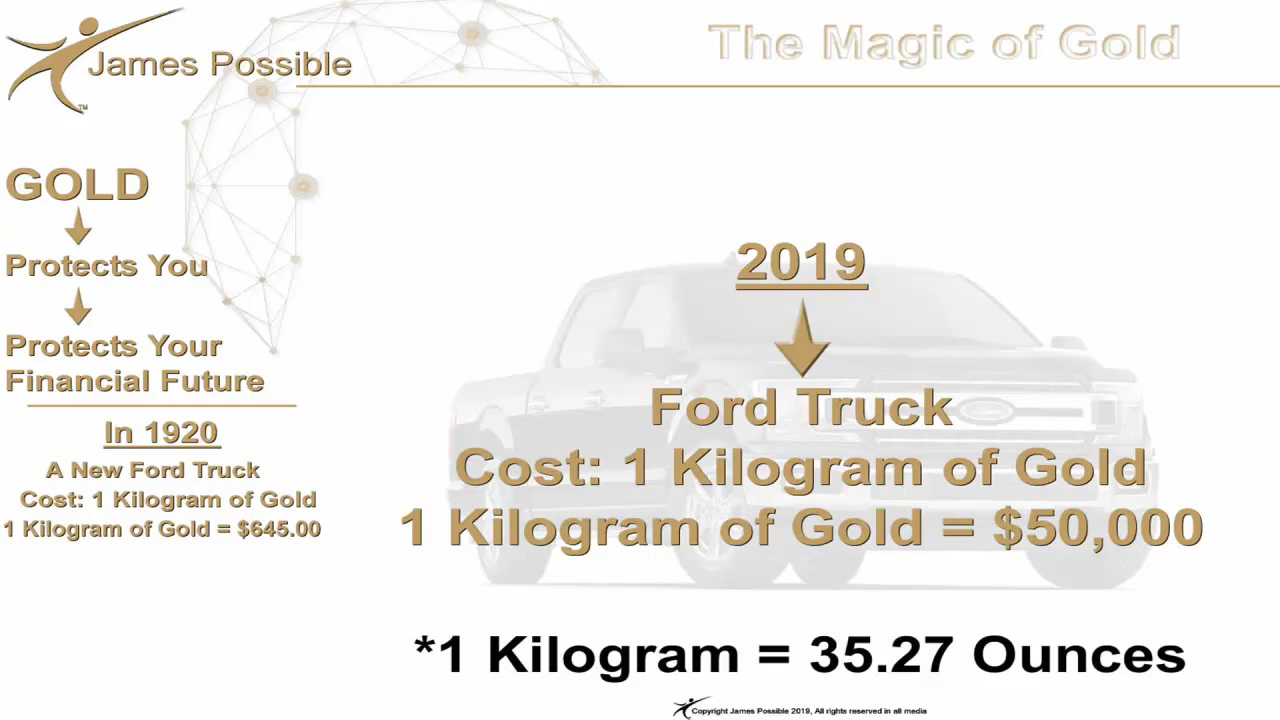 James Possible
TM
The Magic of Gold
GOLD
Protects You
Protects Your
Financial Future
In 1920
A New Ford Truck
Cost: 1 Kilogram of Gold
1 Kilogram of Gold = $645.00
2019
Ford Truck
Cost: 1 Kilogram of Gold
1 Kilogram of Gold = $50,000
*1 Kilogram = 35.27 Ounces
Copyright James Possible 2019, All rights reserved in all media